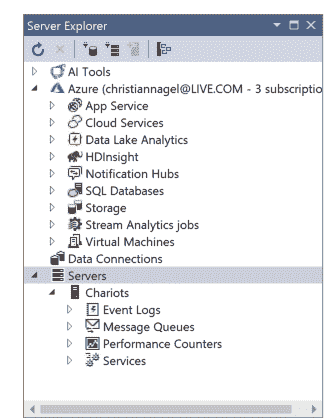 Server Explorer
AI Tools
Azure (christiannagel@LIVE.COM - 3 subscriptio
App Service
Cloud Services
Data Lake Analytics
HDInsight
Notification Hubs
SQL Databases
Storage
Stream Analytics jobs
Virtual Machines
Data Connections
Servers
Chariots
Event Logs
Message Queues
Performance Counters
Services